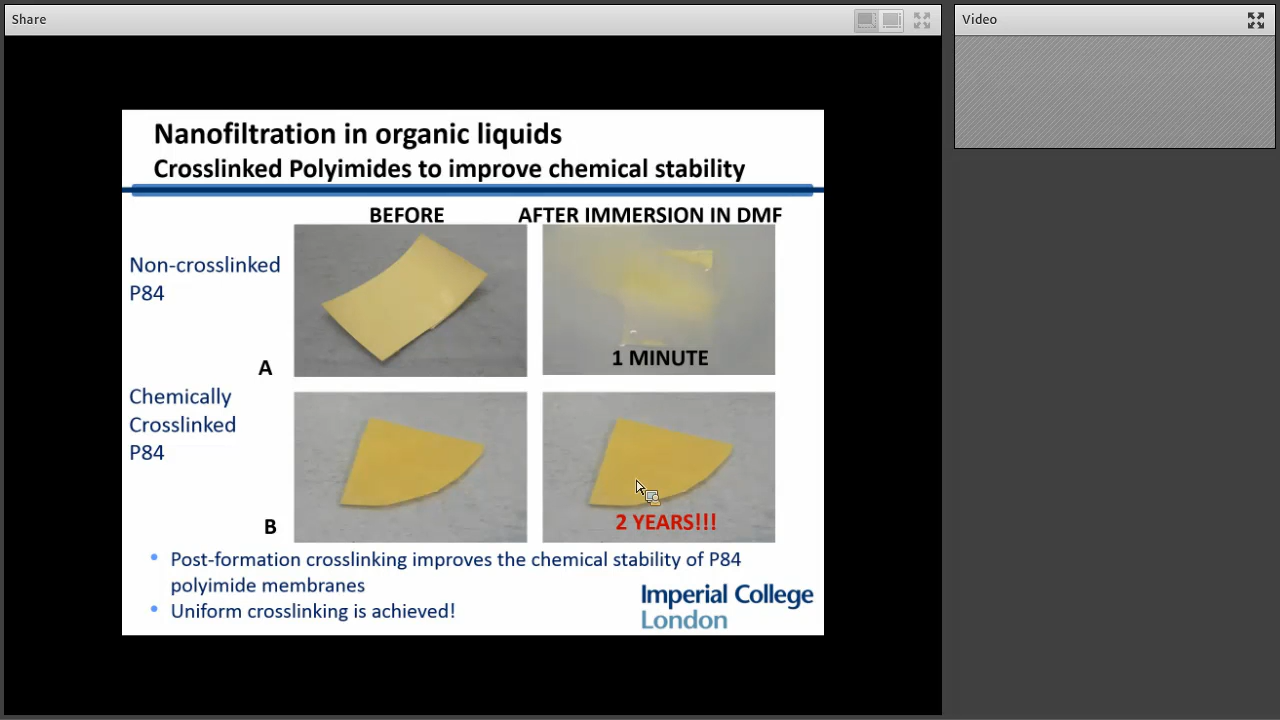 Share
Video
Nanofiltration in organic liquids
Crosslinked Polyimides to improve chemical stability
BEFORE
AFTER IMMERSION IN DMF
Non-crosslinked
P84
A
1 MINUTE
Chemically
Crosslinked
P84
B
2 YEARS!!!
• Post-formation crosslinking improves the chemical stability of P84
polyimide membranes
• Uniform crosslinking is achieved!
Imperial College
London